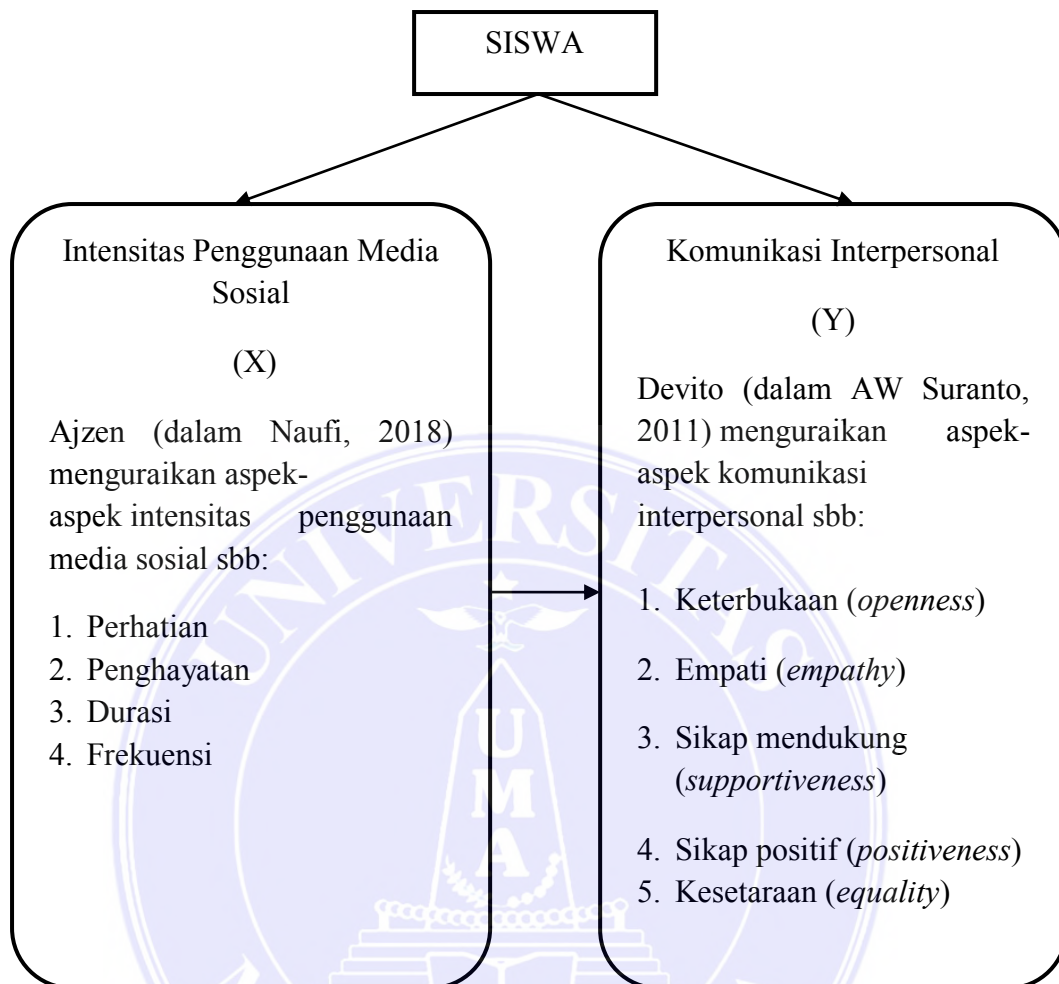 SISWA
Intensitas Penggunaan Media
Sosial
(X)
Ajzen (dalam Naufi, 2018)
menguraikan aspek-
aspek intensitas penggunaan
media sosial sbb:
1. Perhatian
2. Penghayatan
3. Durasi
4. Frekuensi
Komunikasi Interpersonal
(Y)
Devito (dalam AW Suranto,
2011) menguraikan aspek-
aspek komunikasi
interpersonal sbb:
1. Keterbukaan (openness)
2. Empati (empathy)
3. Sikap mendukung
(supportiveness)
4. Sikap positif (positiveness)
5. Kesetaraan (equality)
UNIVERSITAS
UMA